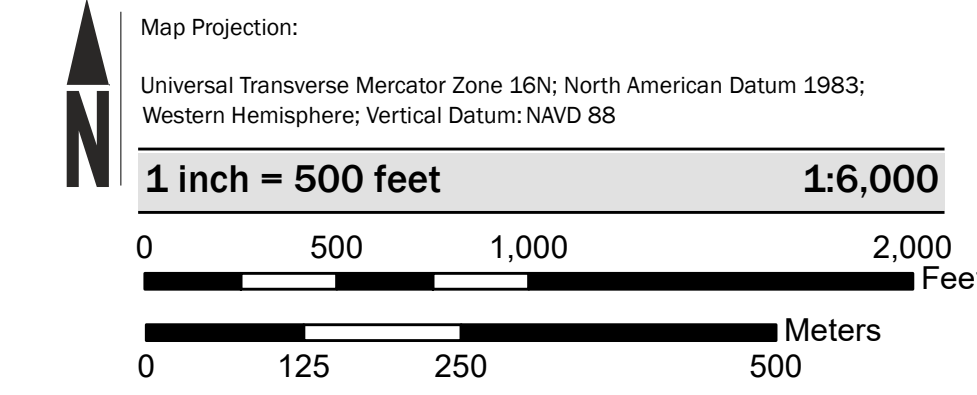 N
Map Projection:
Universal Transverse Mercator Zone 16N; North American Datum 1983;
Western Hemisphere; Vertical Datum: NAVD 88
1 inch = 500 feet 1:6,000
0 500 1,000 2,000
Fee
Meters
0 125 250 500